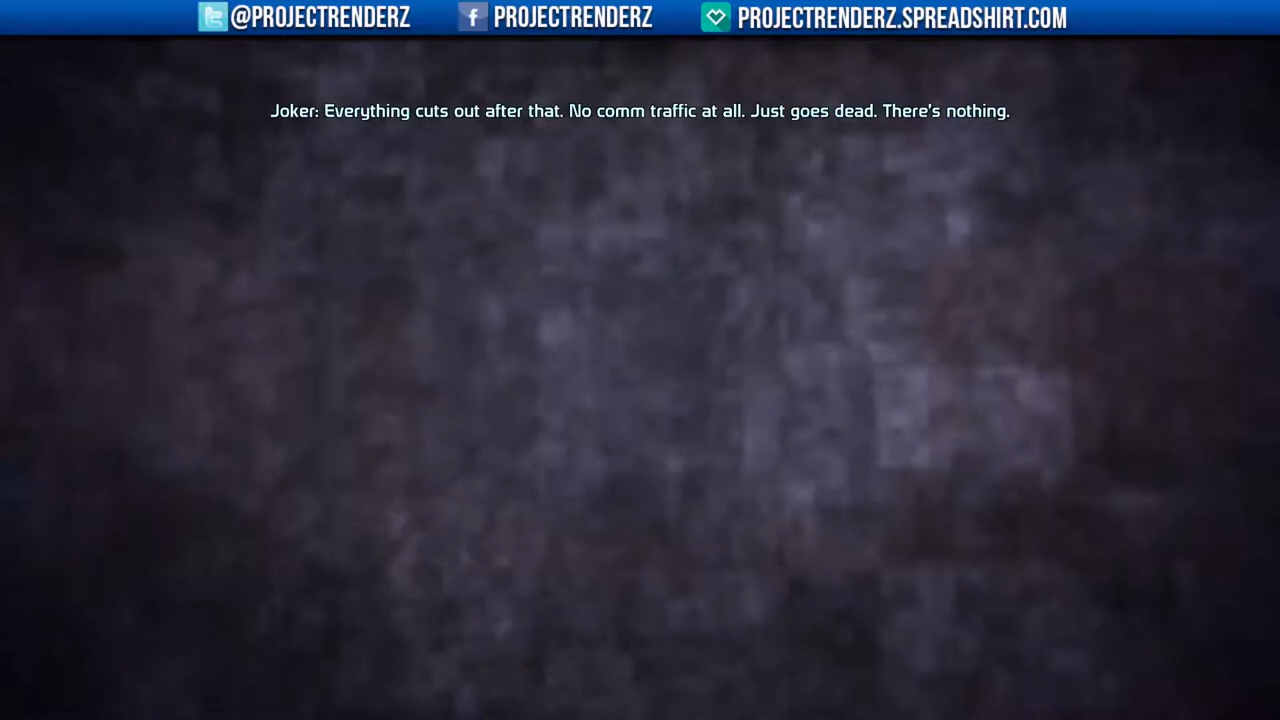 @PROJECTRENDERZ PROJECTRENDERZ PROJECTRENDERZ.SPREADSHIRT.COM
Joker: Everything cuts out after that. No comm traffic at all. Just goes dead. There's nothing.